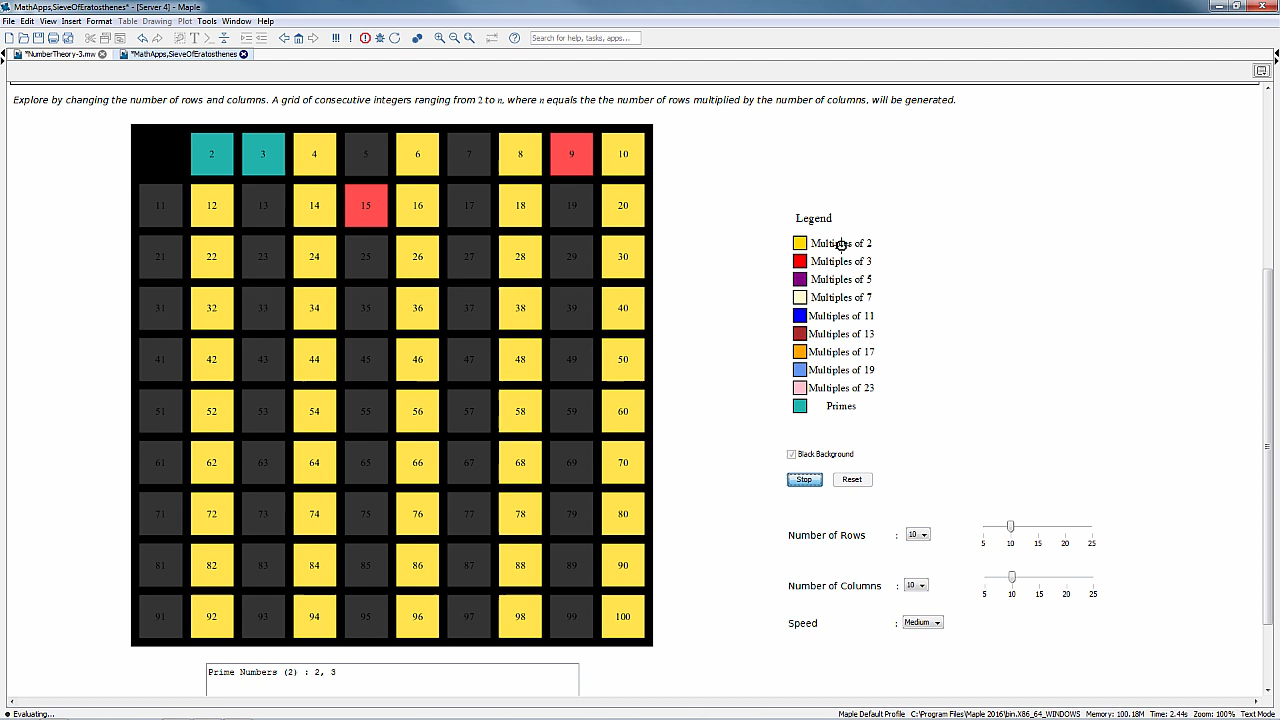 MathApps,SieveOfEratosthenes* - [Server 4] - Maple
File Edit View Insert Format Table Drawing Plot Tools Window Help
Search for help, tasks, apps...
*NumberTheory-3.mw *MathApps,SieveOfEratosthenes
Explore by changing the number of rows and columns. A grid of consecutive integers ranging from 2 to n, where n equals the the number of rows multiplied by the number of columns, will be generated.
2 3 4 5 6 7 8 9 10
11 12 13 14 15 16 17 18 19 20
21 22 23 24 25 26 27 28 29 30
31 32 33 34 35 36 37 38 39 40
41 42 43 44 45 46 47 48 49 50
51 52 53 54 55 56 57 58 59 60
61 62 63 64 65 66 67 68 69 70
71 72 73 74 75 76 77 78 79 80
81 82 83 84 85 86 87 88 89 90
91 92 93 94 95 96 97 98 99 100
Legend
Multiples of 2
Multiples of 3
Multiples of 5
Multiples of 7
Multiples of 11
Multiples of 13
Multiples of 17
Multiples of 19
Multiples of 23
Primes
Black Background
Stop Reset
Number of Rows : 10
5 10 15 20 25
Number of Columns : 10
5 10 15 20 25
Speed : Medium
Prime Numbers (2) : 2, 3
Evaluating... Maple Default Profile C:\Program Files\Maple 2016\bin.X86_64_WINDOWS Memory: 100.18M Time: 2.44s Zoom: 100% Text Mode